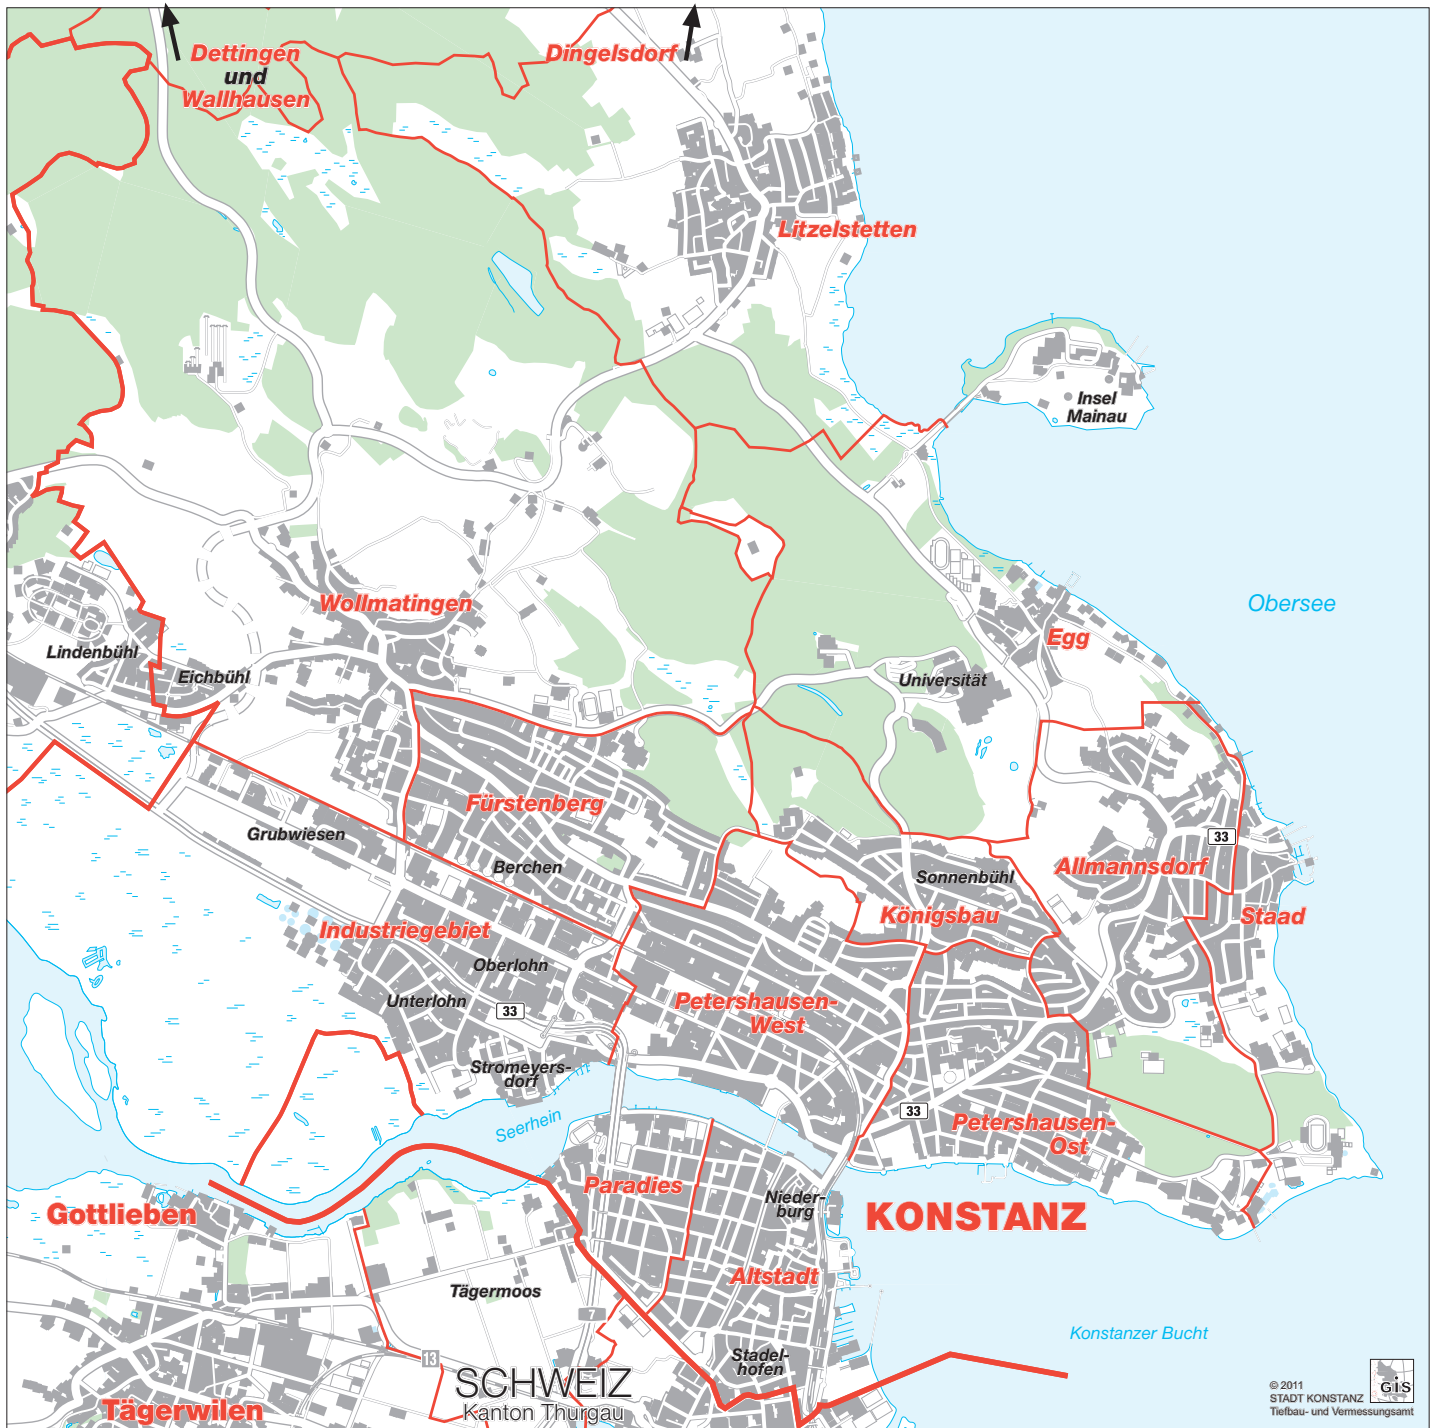 Dettingen
und
Wallhausen
Dingelsdorf
Litzelstetten
Insel
Mainau
Obersee
Wollmatingen
Egg
Lindenbühl
Eichbühl
Universität
Fürstenberg
Grubwiesen
33
Berchen
Allmannsdorf
Sonnenbühl
Königsbau
Staad
Industriegebiet
Oberlohn
Unterlohn
33
Petershausen-
West
Stromeyers-
dorf
Seerhein
33
Petershausen-
Ost
Paradies
Nieder-
burg
Gottlieben
KONSTANZ
Altstadt
Tägermoos
7
Konstanzer Bucht
13
Stadel-
hofen
SCHWEIZ
Kanton Thurgau
Tägerwilen
© 2011
STADT KONSTANZ
Tiefbau- und Vermessungsamt
GiS